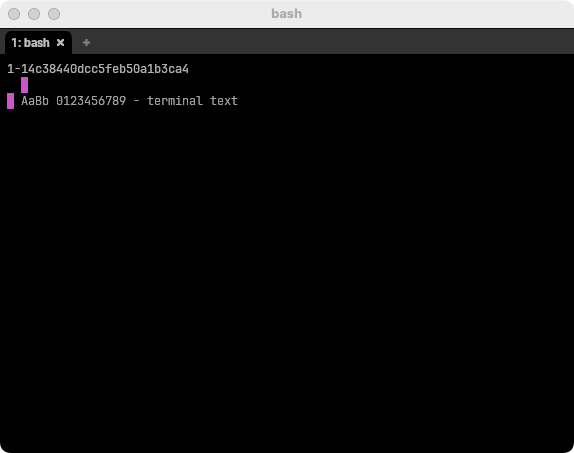 bash
1: bash × +
1-14c38440dcc5feb50a1b3ca4
AaBb 0123456789 - terminal text